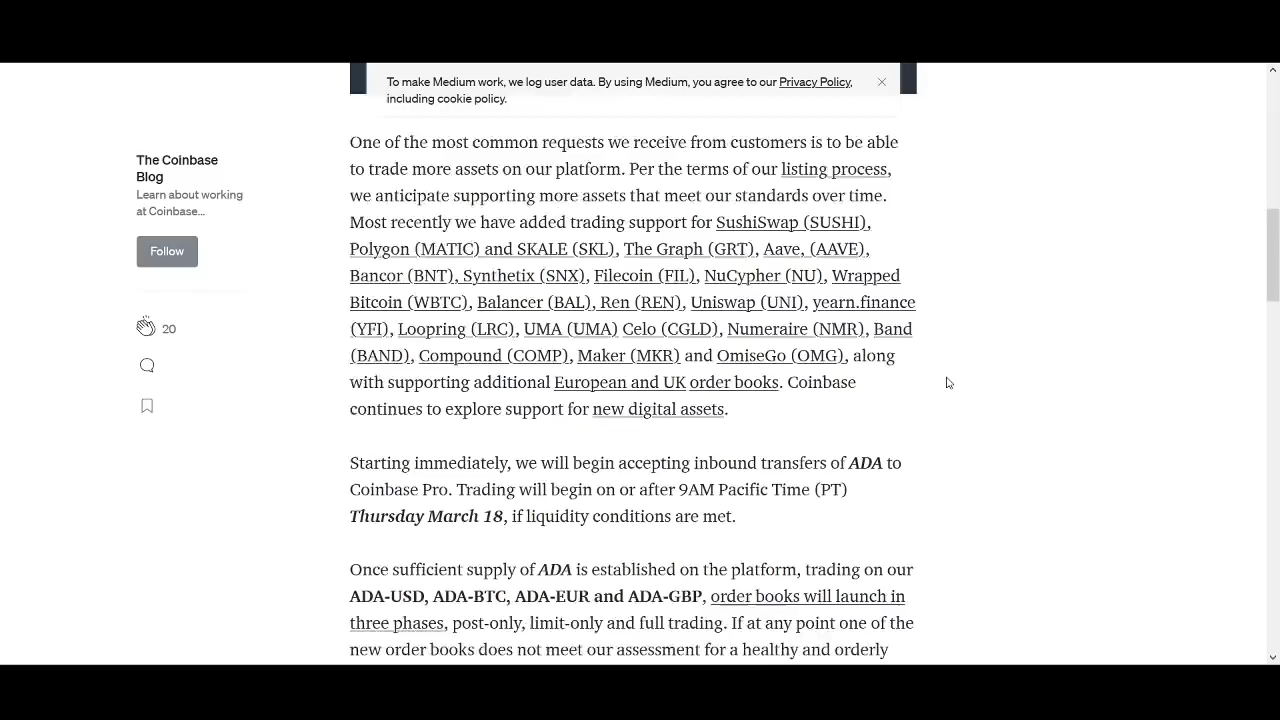 To make Medium work, we log user data. By using Medium, you agree to our Privacy Policy,
including cookie policy.
The Coinbase
Blog
Learn about working
at Coinbase...
Follow
20
One of the most common requests we receive from customers is to be able
to trade more assets on our platform. Per the terms of our listing process,
we anticipate supporting more assets that meet our standards over time.
Most recently we have added trading support for SushiSwap (SUSHI),
Polygon (MATIC) and SKALE (SKL), The Graph (GRT), Aave, (AAVE),
Bancor (BNT), Synthetix (SNX), Filecoin (FIL), NuCypher (NU), Wrapped
Bitcoin (WBTC), Balancer (BAL), Ren (REN), Uniswap (UNI), yearn.finance
(YFI), Loopring (LRC), UMA (UMA) Celo (CGLD), Numeraire (NMR), Band
(BAND), Compound (COMP), Maker (MKR) and OmiseGo (OMG), along
with supporting additional European and UK order books. Coinbase
continues to explore support for new digital assets.
Starting immediately, we will begin accepting inbound transfers of ADA to
Coinbase Pro. Trading will begin on or after 9AM Pacific Time (PT)
Thursday March 18, if liquidity conditions are met.
Once sufficient supply of ADA is established on the platform, trading on our
ADA-USD, ADA-BTC, ADA-EUR and ADA-GBP, order books will launch in
three phases, post-only, limit-only and full trading. If at any point one of the
new order books does not meet our assessment for a healthy and orderly